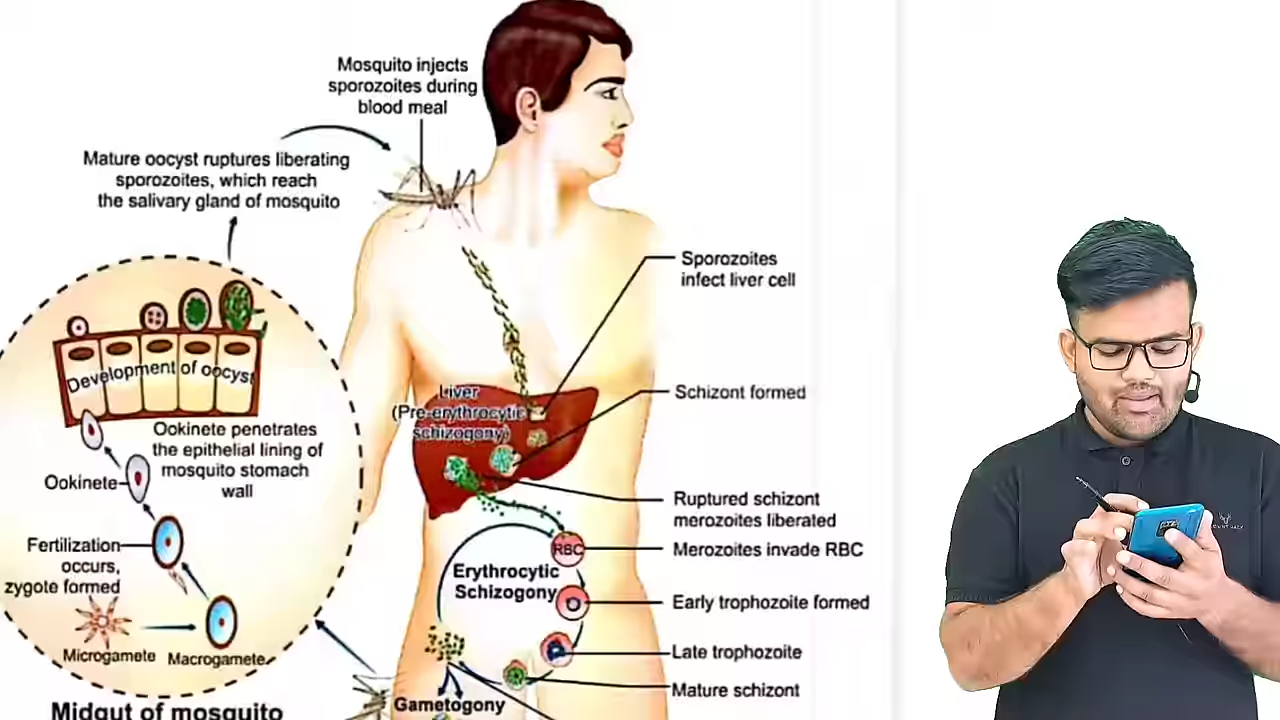 Mosquito injects
sporozoites during
blood meal
Mature oocyst ruptures liberating
sporozoites, which reach
the salivary gland of mosquito
Sporozoites
infect liver cell
Development of oocyst
Liver
(Pre-erythrocytic
schizogony)
Schizont formed
Ookinete penetrates
the epithelial lining of
mosquito stomach
wall
Ookinete
Ruptured schizont
merozoites liberated
RBC
Merozoites invade RBC
Fertilization
occurs,
zygote formed
Erythrocytic
Schizogony
Early trophozoite formed
Microgamete
Macrogamete
Late trophozoite
Mature schizont
Gametogony
Midgut of mosquito